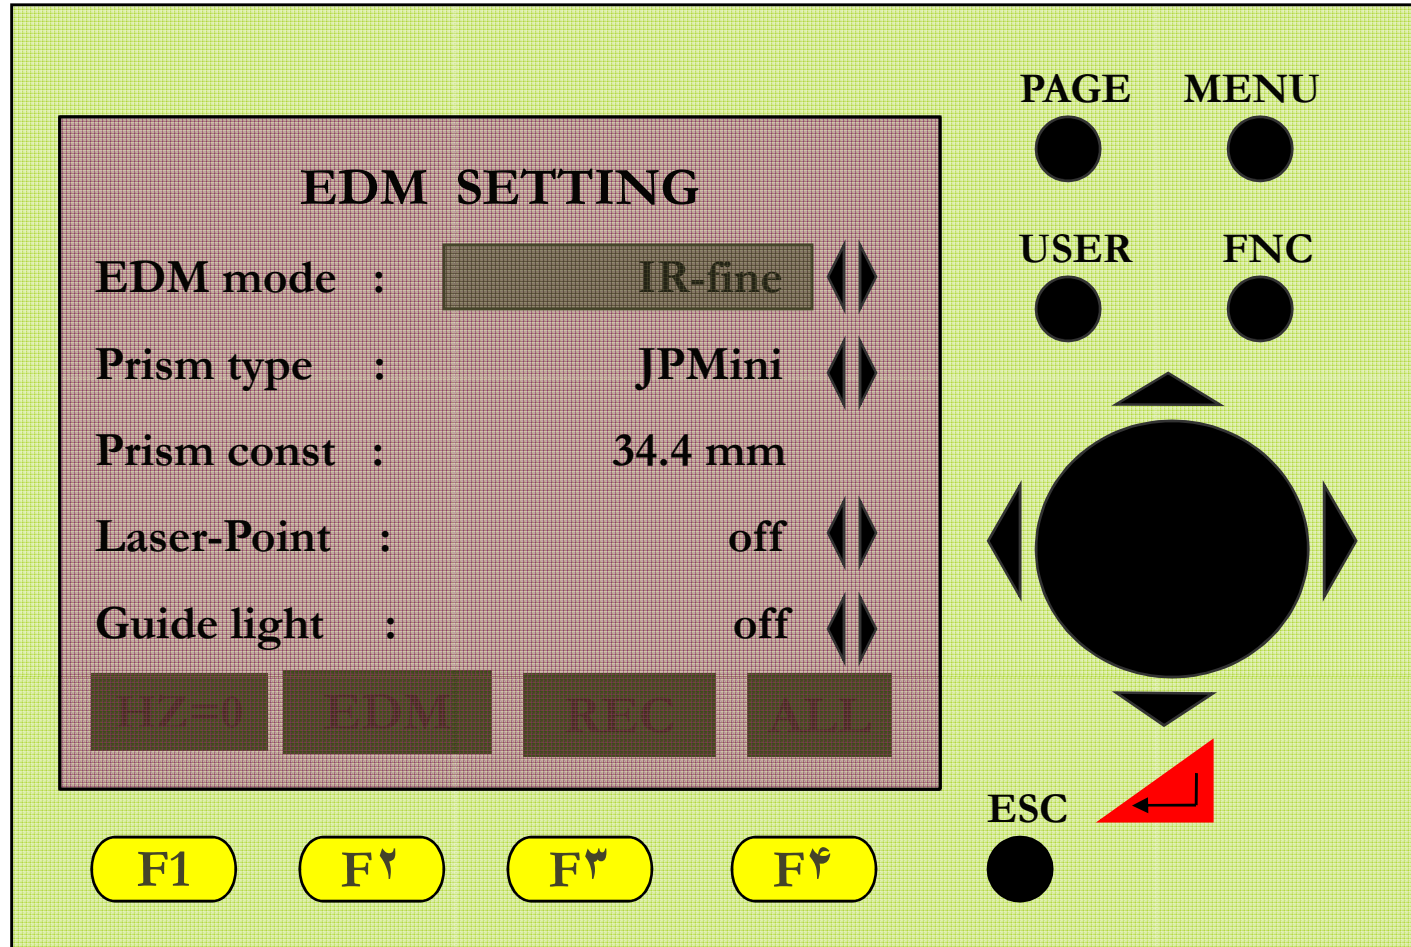 PAGE MENU
EDM SETTING
USER FNC
EDM mode : IR-fine
Prism type : JPMini
Prism const : 34.4 mm
Laser-Point : off
Guide light : off
HZ=0 EDM REC ALL
ESC
F1 F۲ F۳ F۴